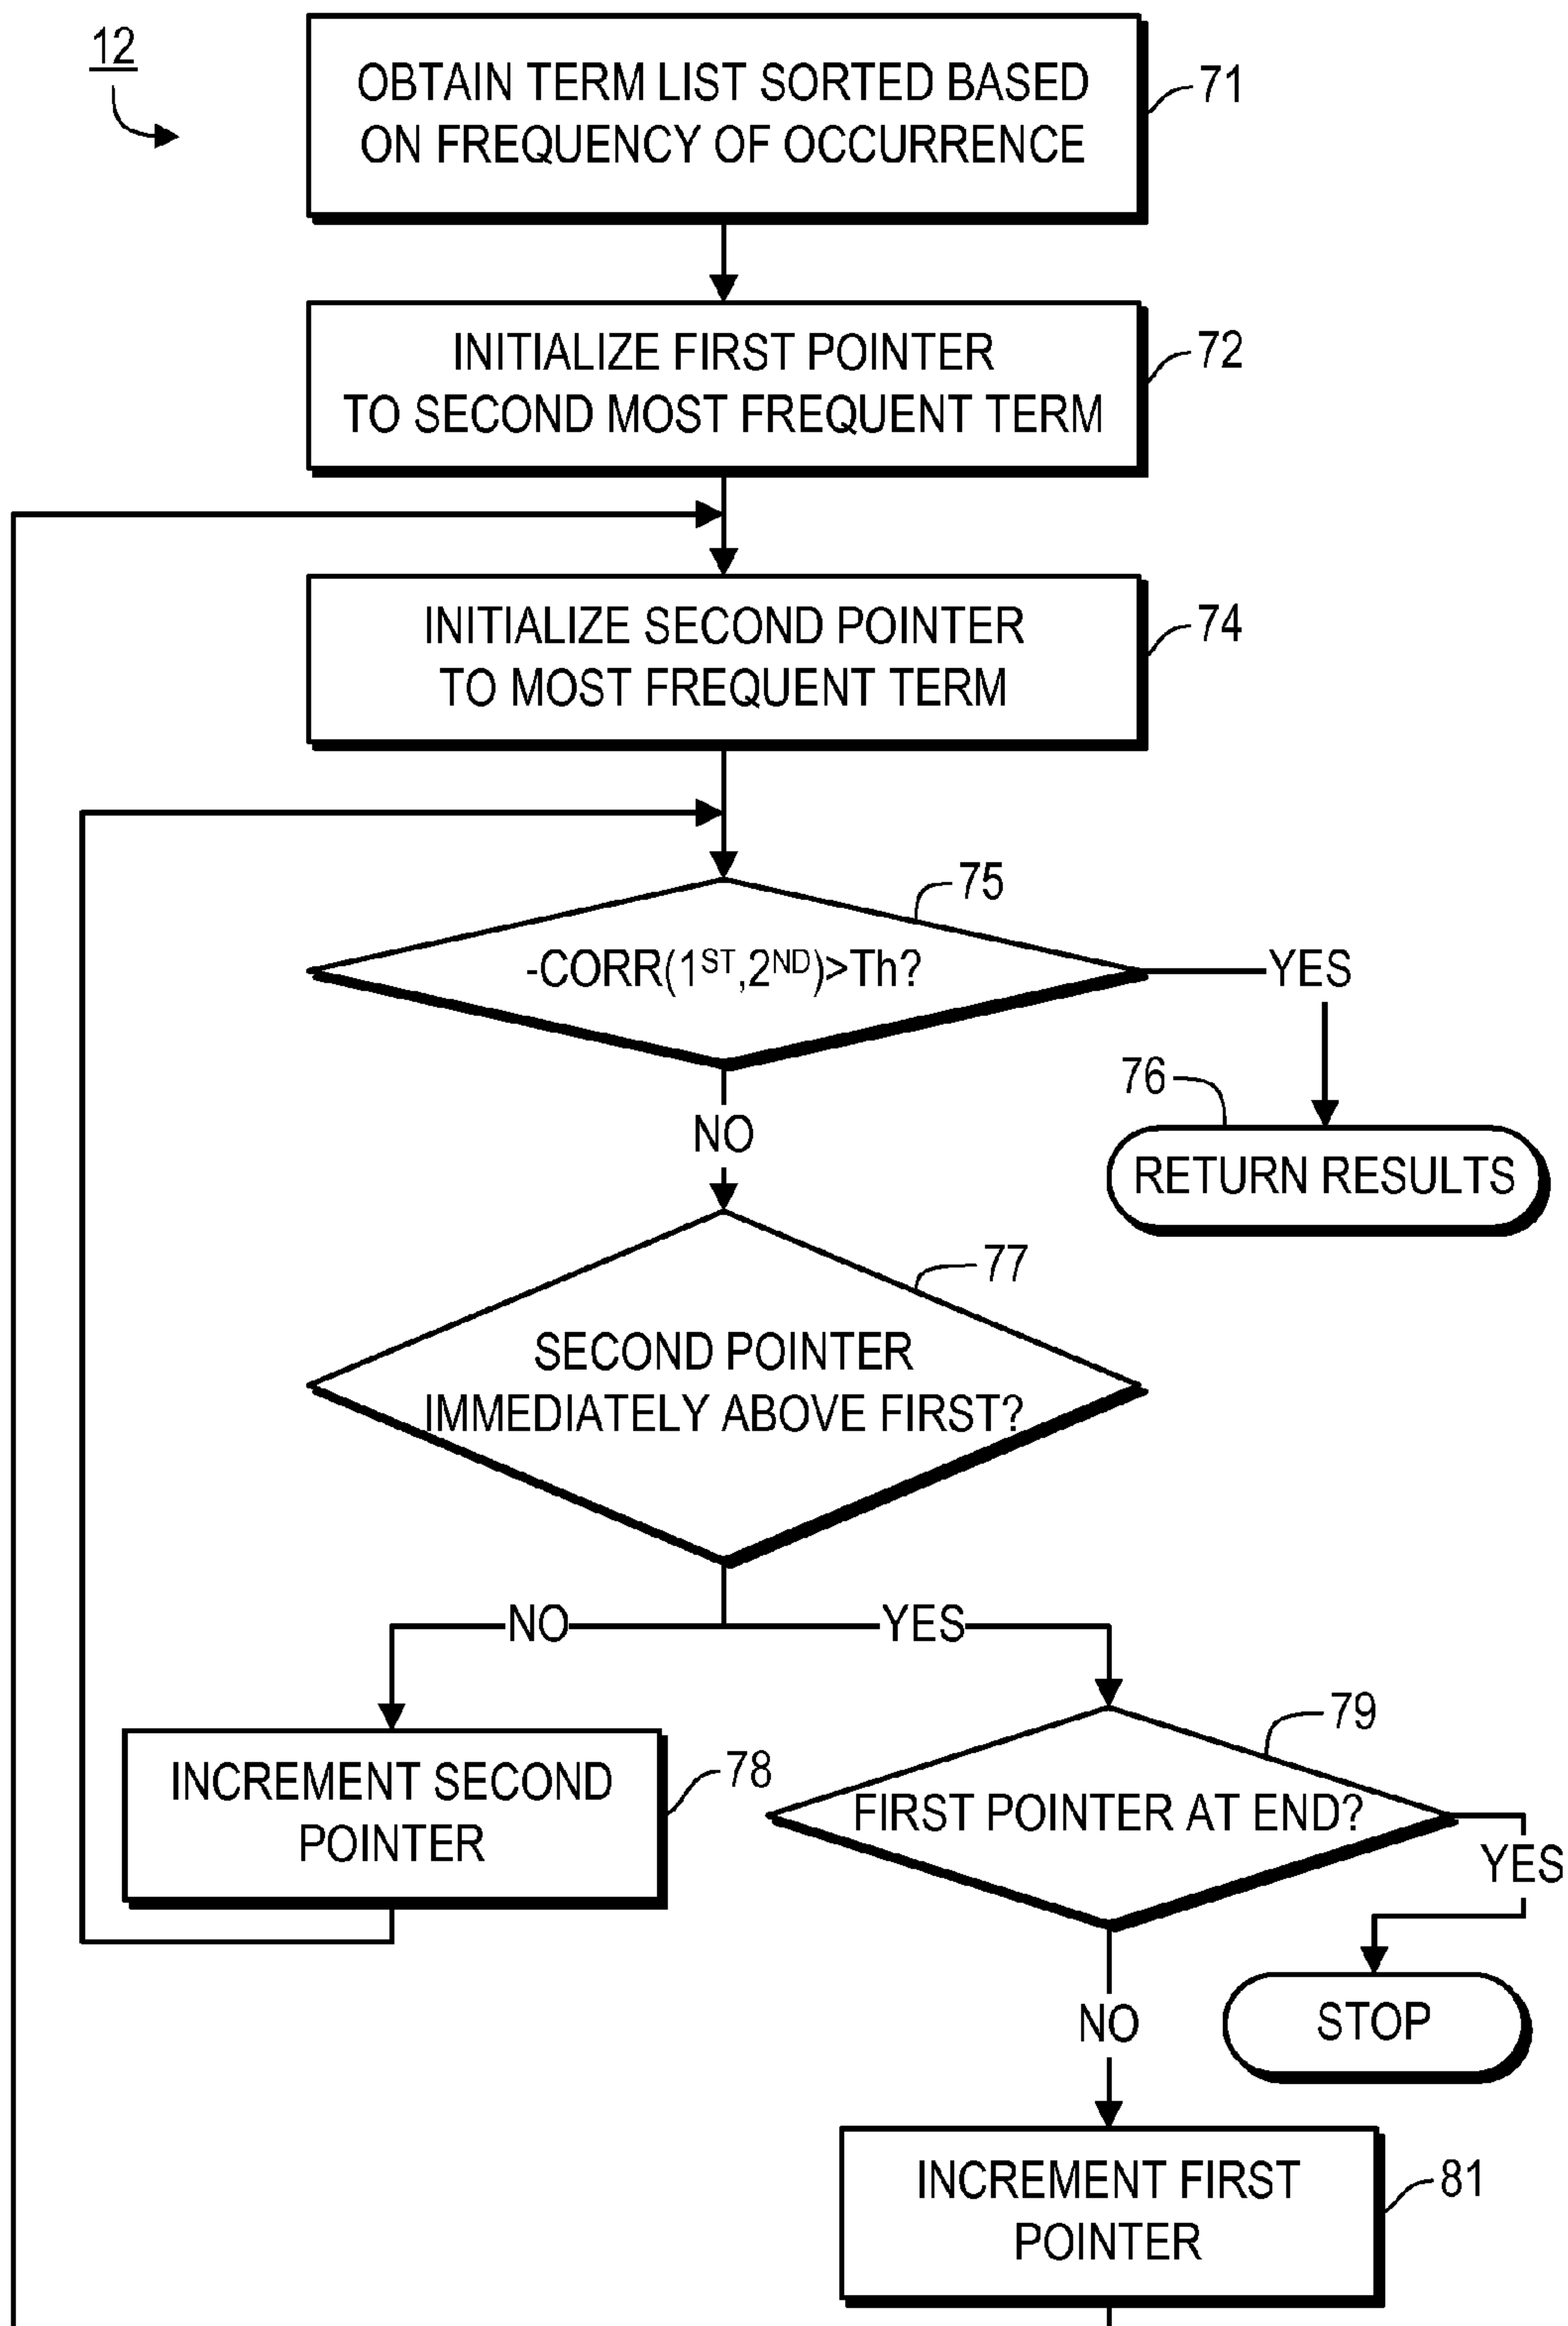 12
OBTAIN TERM LIST SORTED BASED
ON FREQUENCY OF OCCURRENCE
71
INITIALIZE FIRST POINTER
TO SECOND MOST FREQUENT TERM
72
INITIALIZE SECOND POINTER
TO MOST FREQUENT TERM
74
75
-CORR(1ST,2ND)>Th?
YES
NO
76
RETURN RESULTS
77
SECOND POINTER
IMMEDIATELY ABOVE FIRST?
NO
YES
INCREMENT SECOND
POINTER
78
79
FIRST POINTER AT END?
YES
NO
STOP
INCREMENT FIRST
POINTER
81